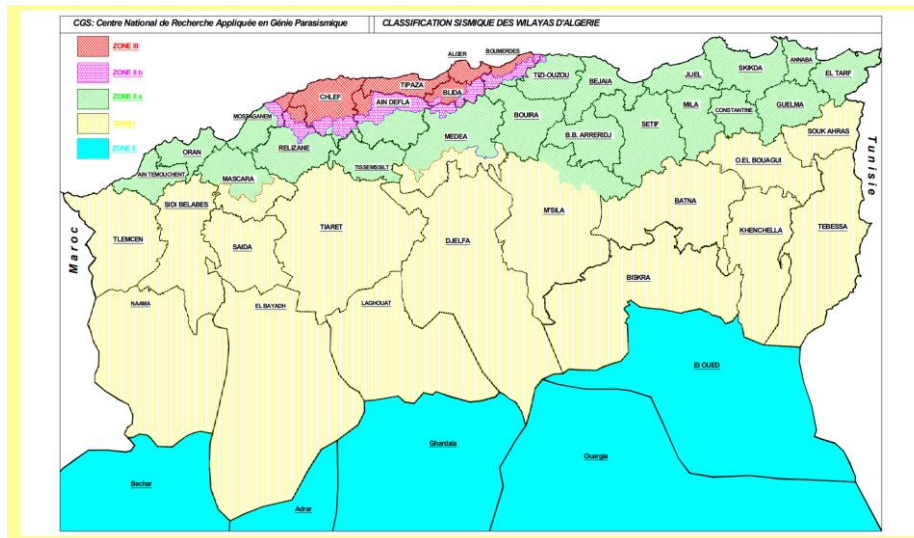 CGS: Centre National de Recherche Appliquée en Génie Parasismique
CLASSIFICATION SISMIQUE DES WILAYAS D'ALGERIE
ZONE III
ZONE II b
ZONE II a
ZONE I
ZONE 0
ALGER
BOUMERDES
TIPAZA
BLIDA
CHLEF
AIN DEFLA
TIZI-OUZOU
BEJAIA
JIJEL
SKIKDA
ANNABA
EL TARF
MOSTAGANEM
BOUIRA
B.B. ARRERIDJ
SETIF
MILA
CONSTANTINE
GUELMA
SOUK AHRAS
ORAN
RELIZANE
MEDEA
AIN TEMOUCHENT
MASCARA
TISSEMSSILT
O.EL BOUAGUI
Tunisie
SIDI BELABES
TLEMCEN
SAIDA
TIARET
DJELFA
M'SILA
BATNA
KHENCHELLA
TEBESSA
Maroc
BISKRA
NAAMA
EL BAYADH
LAGHOUAT
El OUED
Ghardaia
Ouargla
Bechar
Adrar